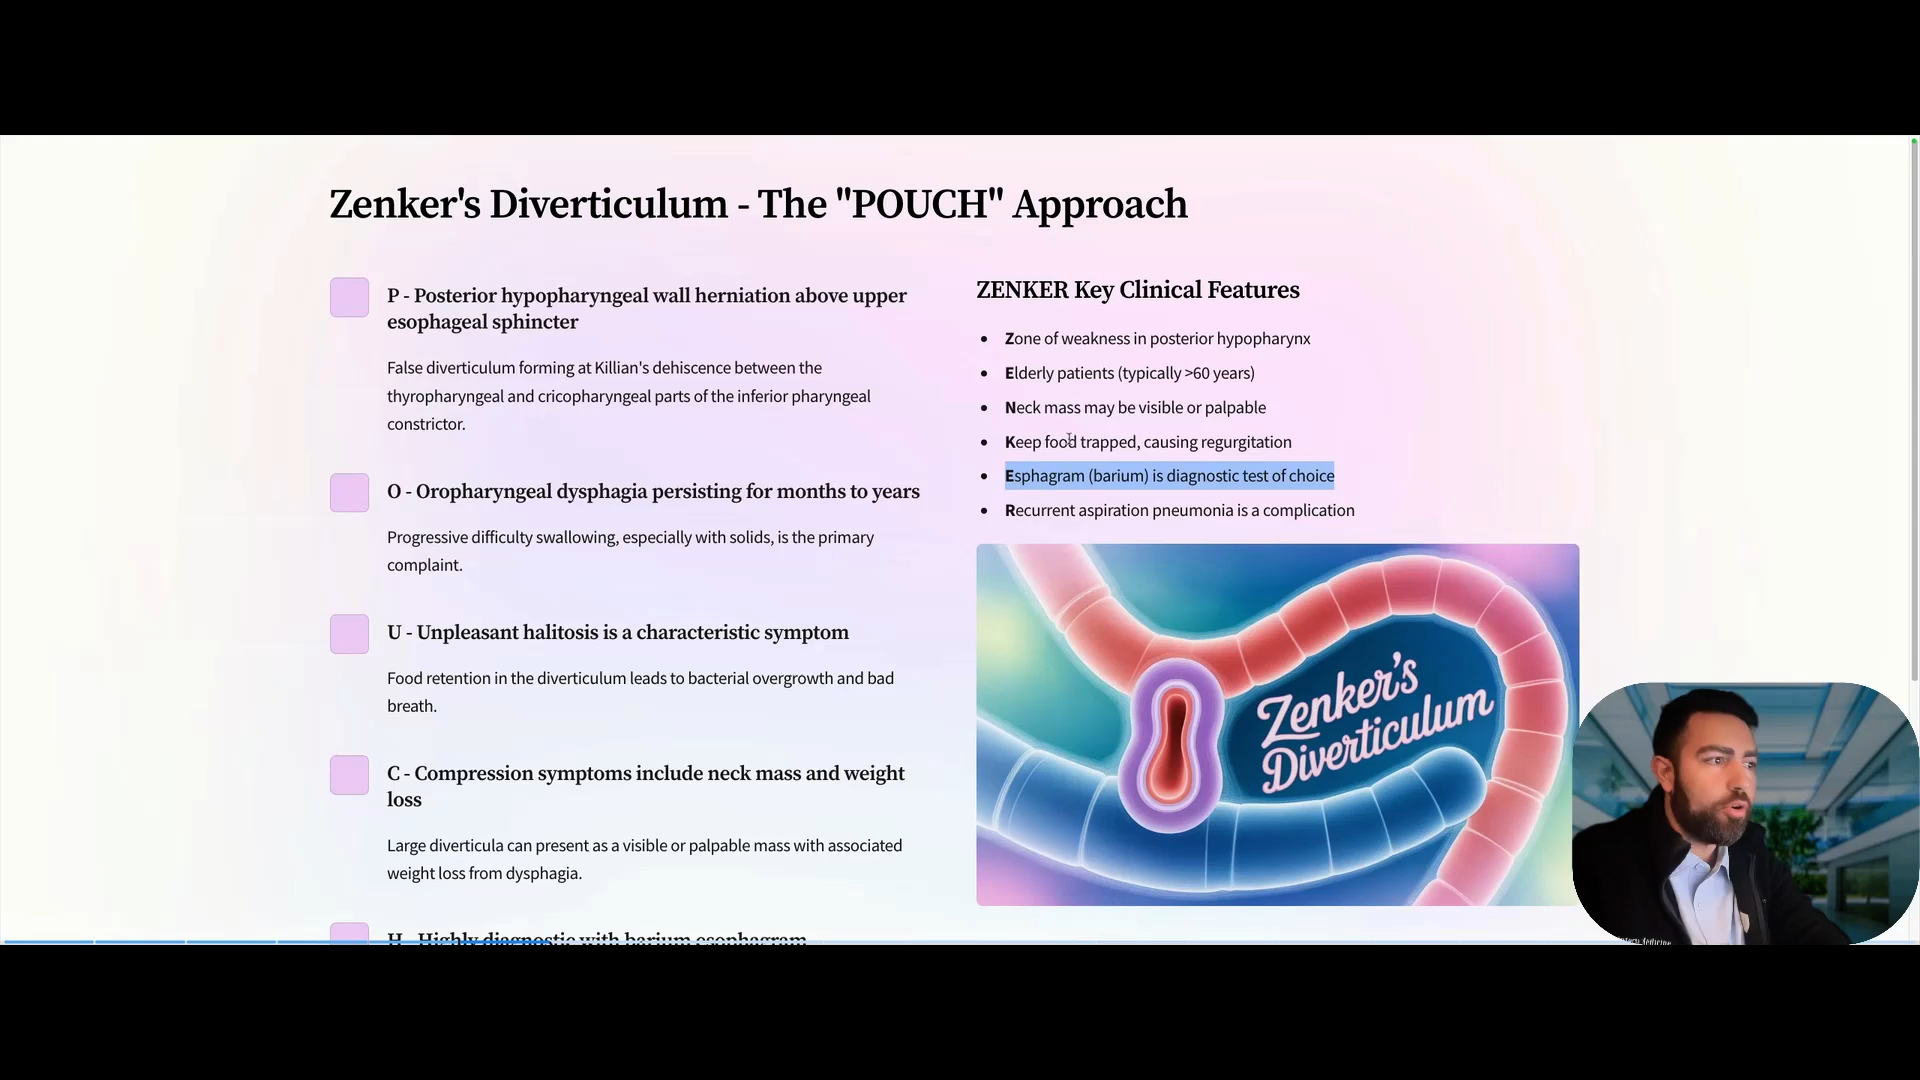 Zenker's Diverticulum - The "POUCH" Approach
P - Posterior hypopharyngeal wall herniation above upper
esophageal sphincter
False diverticulum forming at Killian's dehiscence between the
thyropharyngeal and cricopharyngeal parts of the inferior pharyngeal
constrictor.
O - Oropharyngeal dysphagia persisting for months to years
Progressive difficulty swallowing, especially with solids, is the primary
complaint.
U - Unpleasant halitosis is a characteristic symptom
Food retention in the diverticulum leads to bacterial overgrowth and bad
breath.
C - Compression symptoms include neck mass and weight
loss
Large diverticula can present as a visible or palpable mass with associated
weight loss from dysphagia.
H - Highly diagnostic with barium esophagram
ZENKER Key Clinical Features
Zone of weakness in posterior hypopharynx
Elderly patients (typically >60 years)
Neck mass may be visible or palpable
Keep food trapped, causing regurgitation
Esphagram (barium) is diagnostic test of choice
Recurrent aspiration pneumonia is a complication
Zenker's
Diverticulum